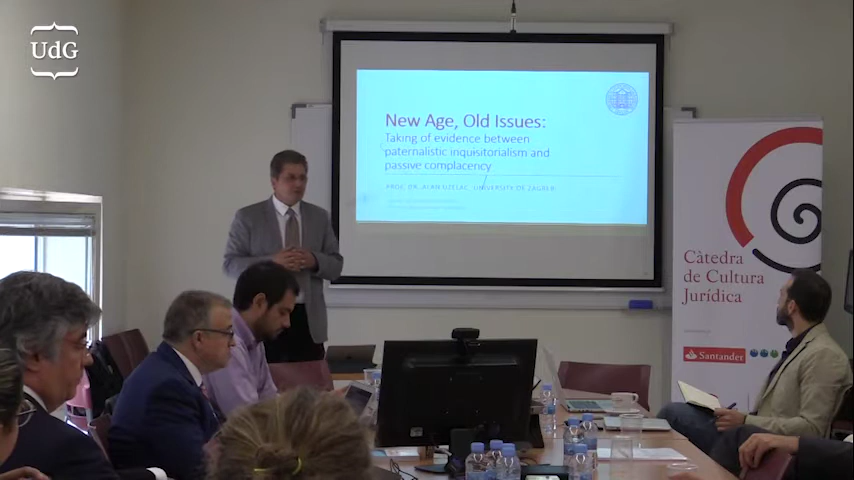 UdG
New Age, Old Issues:
Taking of evidence between
paternalistic inquisitorialism and
passive complacency
PROF. DR. ALAN UZELAC, UNIVERSITY OF ZAGREB
Càtedra
de Cultura
Jurídica
Santander